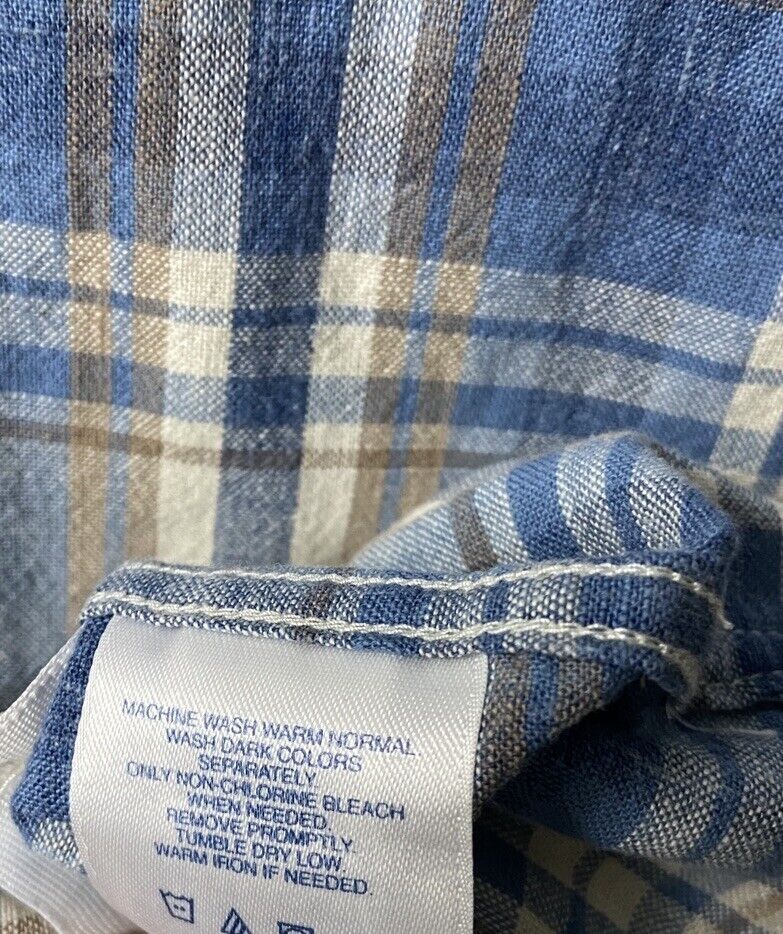 MACHINE WASH WARM NORMAL.
WASH DARK COLORS
SEPARATELY.
ONLY NON-CHLORINE BLEACH
WHEN NEEDED.
REMOVE PROMPTLY.
TUMBLE DRY LOW.
WARM IRON IF NEEDED.